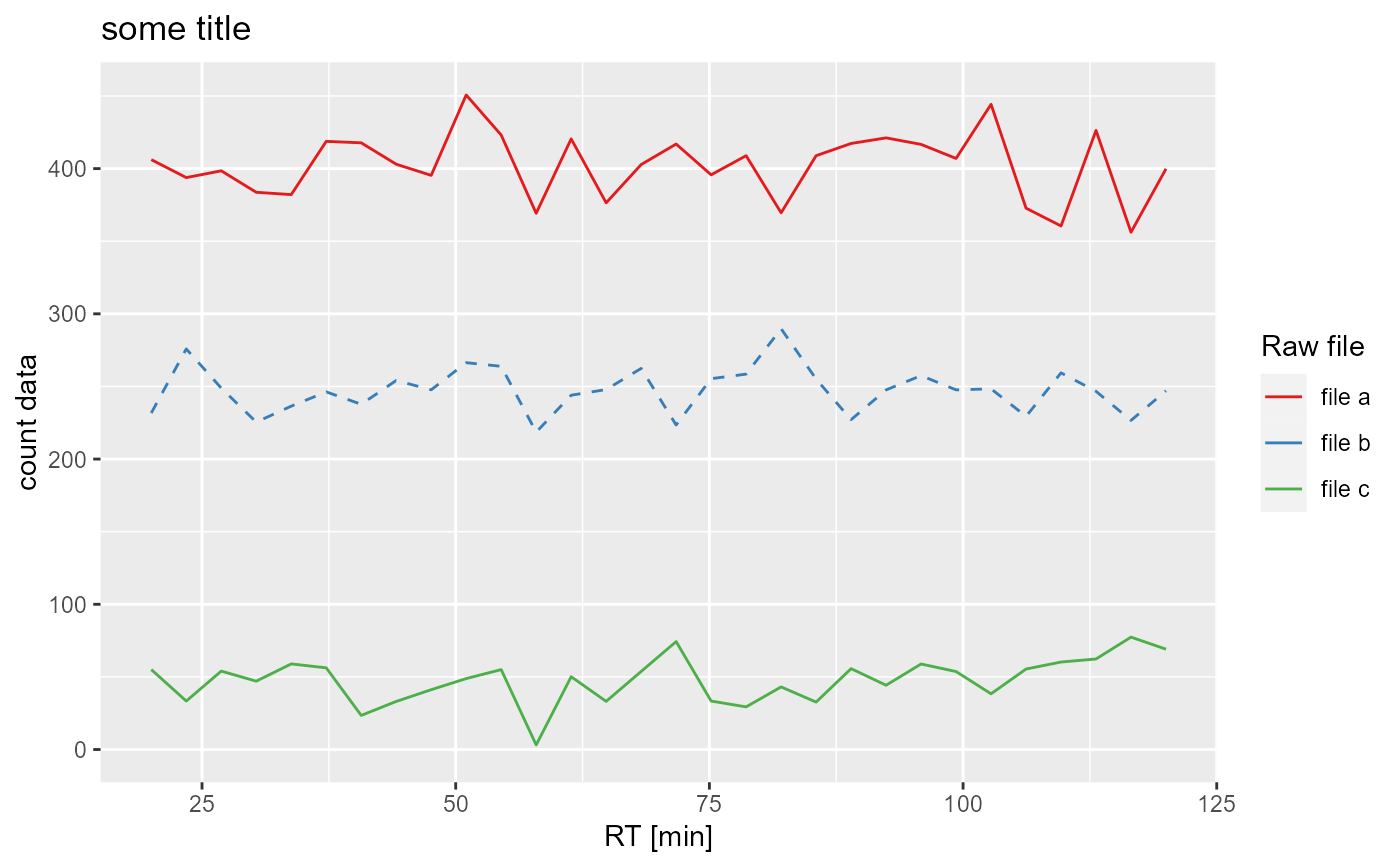 some title
400
300
200
100
0
count data
25
50
75
100
125
RT [min]
Raw file
file a
file b
file c